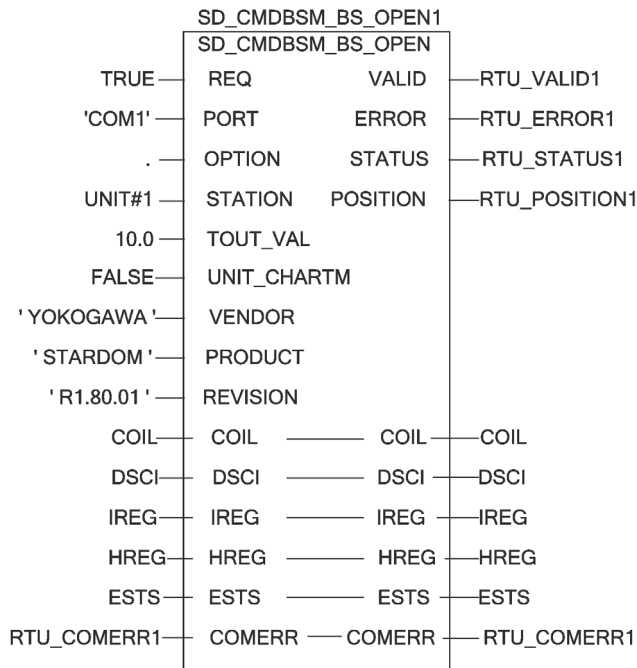 SD_CMDBSM_BS_OPEN1
SD_CMDBSM_BS_OPEN
TRUE REQ VALID RTU_VALID1
'COM1' PORT ERROR RTU_ERROR1
. OPTION STATUS RTU_STATUS1
UNIT#1 STATION POSITION RTU_POSITION1
10.0 TOUT_VAL
FALSE UNIT_CHARTM
' YOKOGAWA ' VENDOR
' STARDOM ' PRODUCT
' R1.80.01 ' REVISION
COIL COIL COIL COIL
DSCI DSCI DSCI DSCI
IREG IREG IREG IREG
HREG HREG HREG HREG
ESTS ESTS ESTS ESTS
RTU_COMERR1 COMERR COMERR RTU_COMERR1